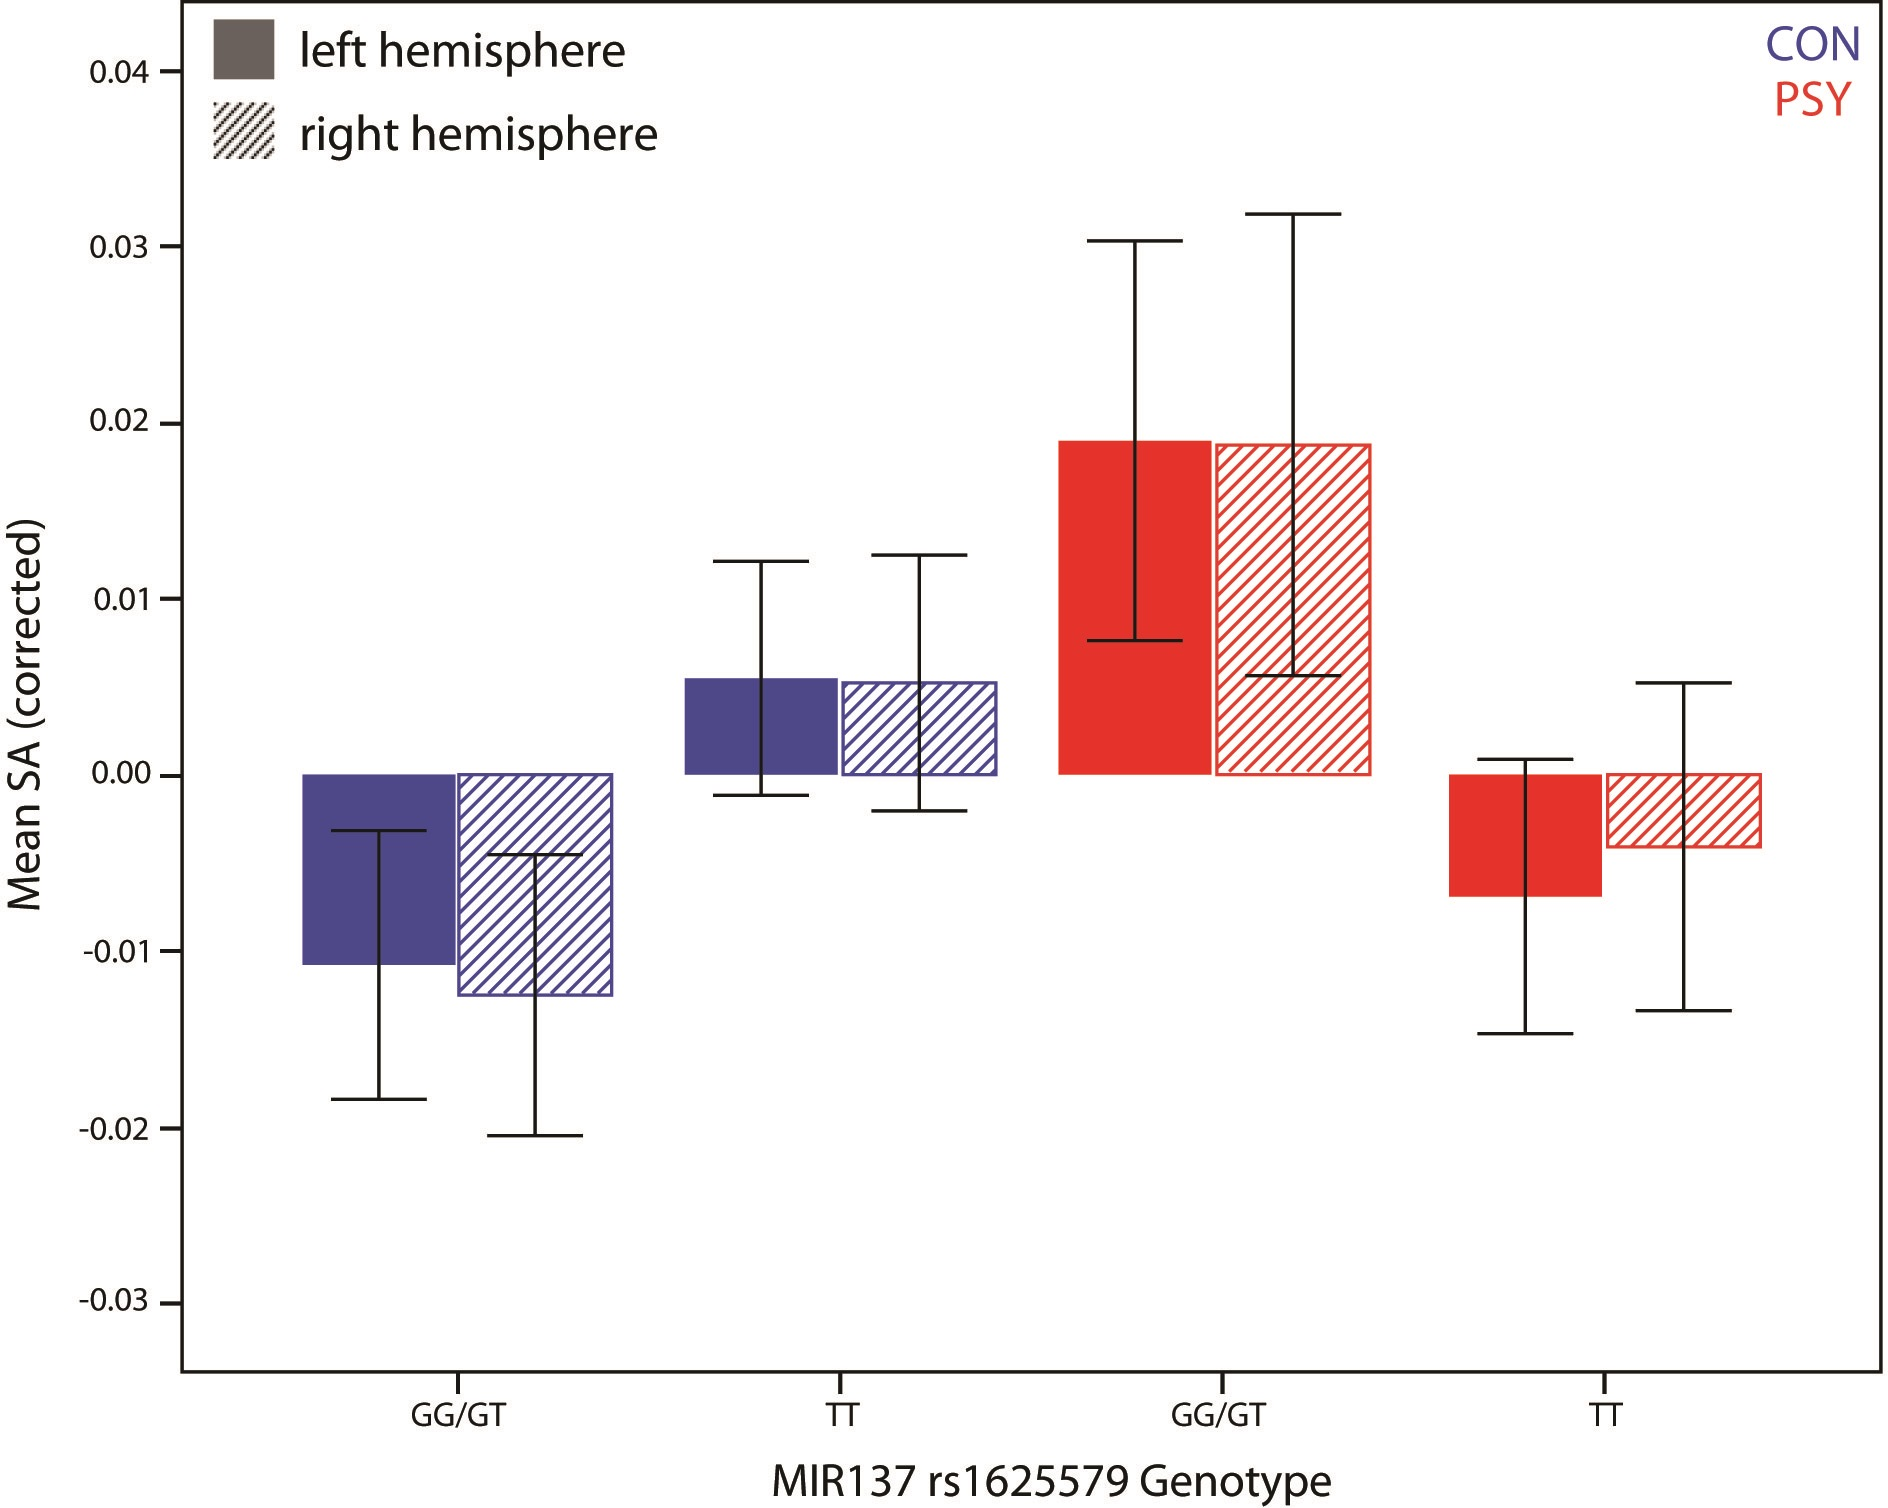 left hemisphere
right hemisphere
CON
PSY
0.04
0.03
0.02
0.01
0.00
-0.01
-0.02
-0.03
Mean SA (corrected)
GG/GT
TT
GG/GT
TT
MIR137 rs1625579 Genotype